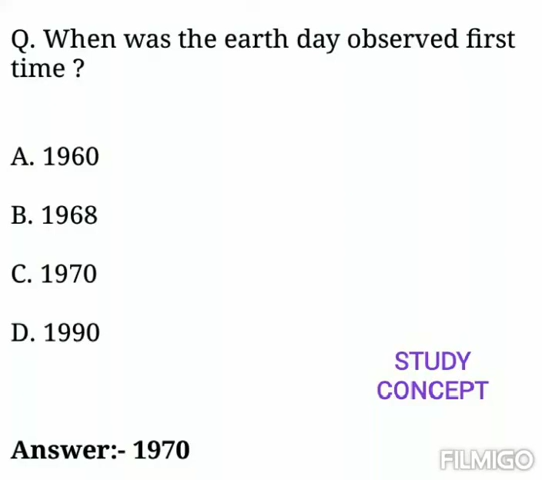 Q. When was the earth day observed first
time ?
A. 1960
B. 1968
C. 1970
D. 1990
STUDY
CONCEPT
Answer:- 1970
FILMIGO